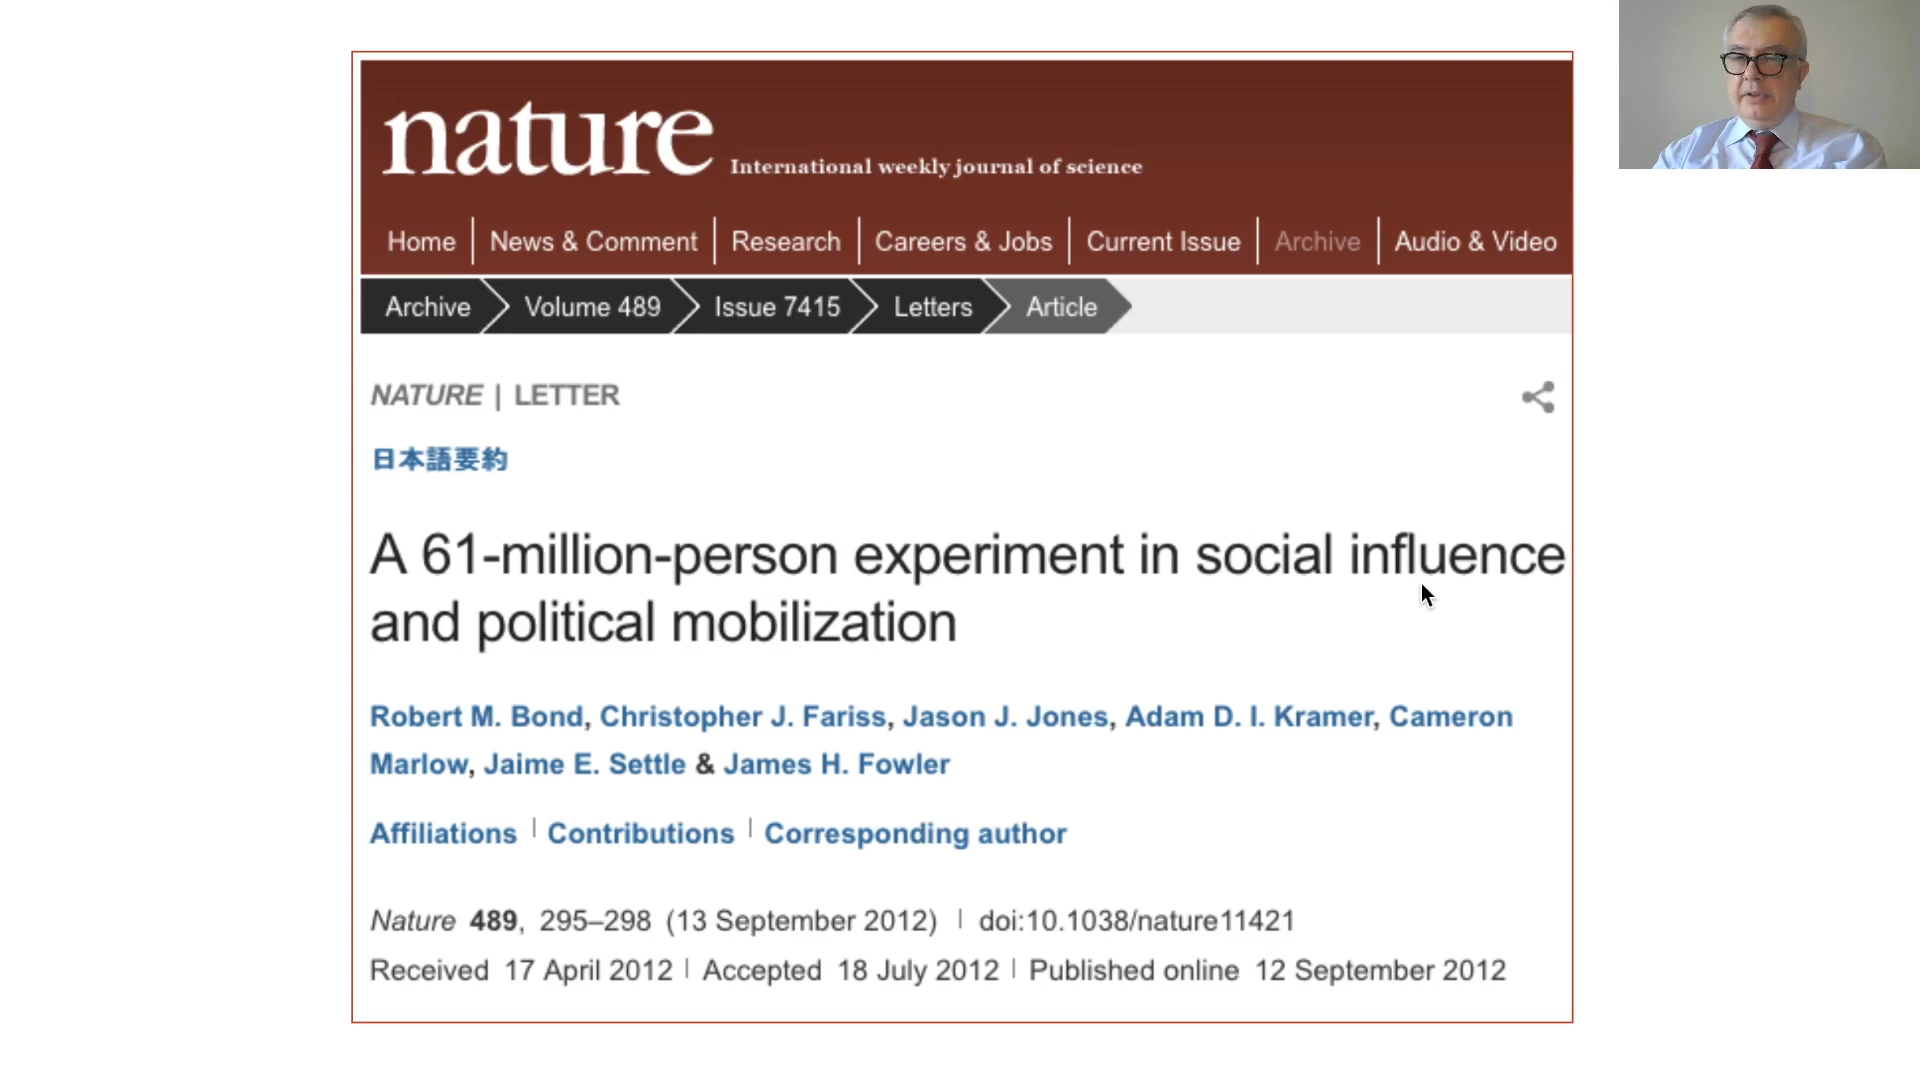 nature International weekly journal of science
Home News & Comment Research Careers & Jobs Current Issue Archive Audio & Video
Archive Volume 489 Issue 7415 Letters Article
NATURE | LETTER
日本語要約
A 61-million-person experiment in social influence
and political mobilization
Robert M. Bond, Christopher J. Fariss, Jason J. Jones, Adam D. I. Kramer, Cameron
Marlow, Jaime E. Settle & James H. Fowler
Affiliations | Contributions | Corresponding author
Nature 489, 295–298 (13 September 2012) | doi:10.1038/nature11421
Received 17 April 2012 | Accepted 18 July 2012 | Published online 12 September 2012